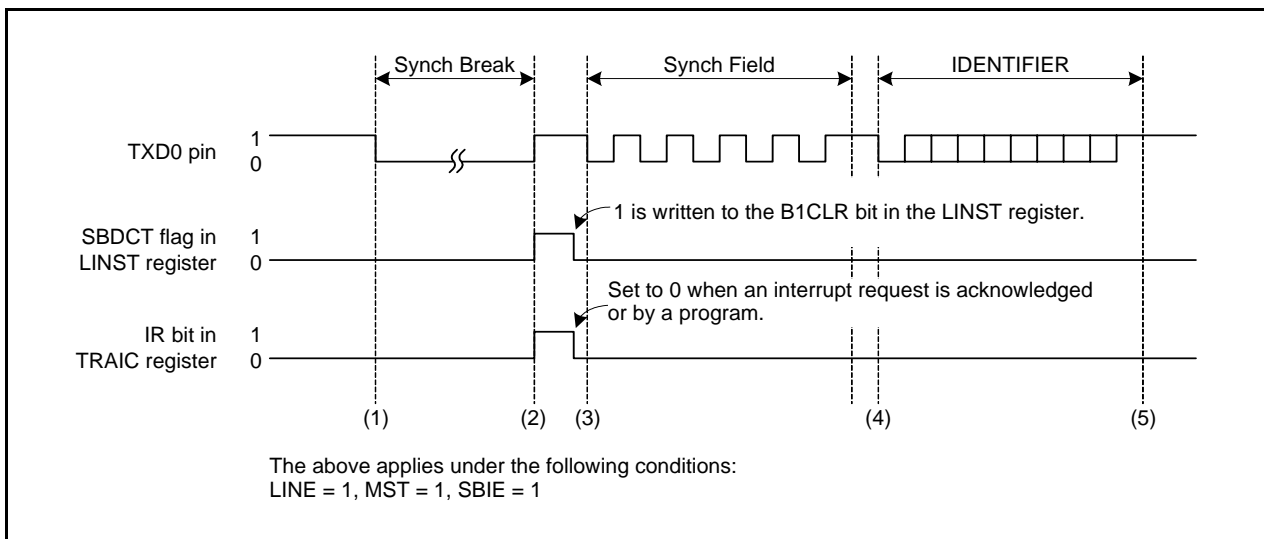 Synch Break
Synch Field
IDENTIFIER
TXD0 pin
1
0
1 is written to the B1CLR bit in the LINST register.
SBDCT flag in
LINST register
1
0
Set to 0 when an interrupt request is acknowledged
or by a program.
IR bit in
TRAIC register
1
0
(1)
(2)
(3)
(4)
(5)
The above applies under the following conditions:
LINE = 1, MST = 1, SBIE = 1